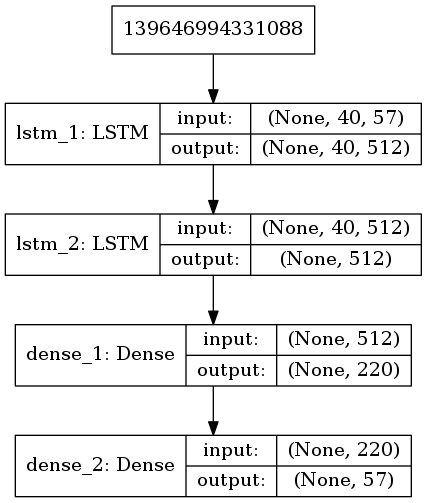 139646994331088
lstm_1: LSTM
input: (None, 40, 57)
output: (None, 40, 512)
lstm_2: LSTM
input: (None, 40, 512)
output: (None, 512)
dense_1: Dense
input: (None, 512)
output: (None, 220)
dense_2: Dense
input: (None, 220)
output: (None, 57)